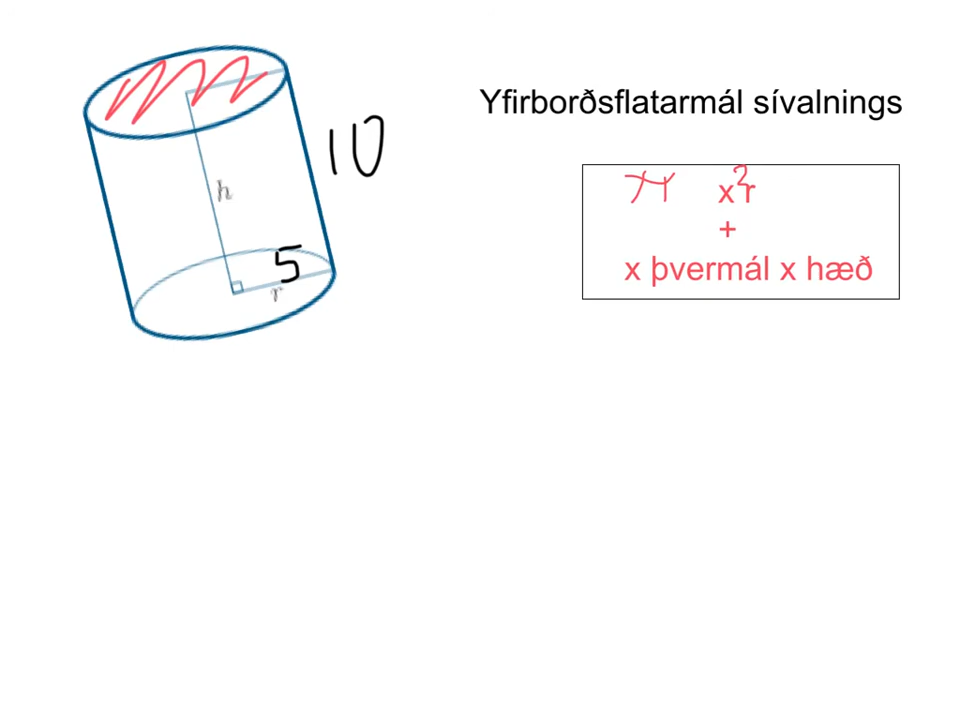 Yfirborðsflatarmál sívalnings
10
h
5
r
π x²r
+
x þvermál x hæð